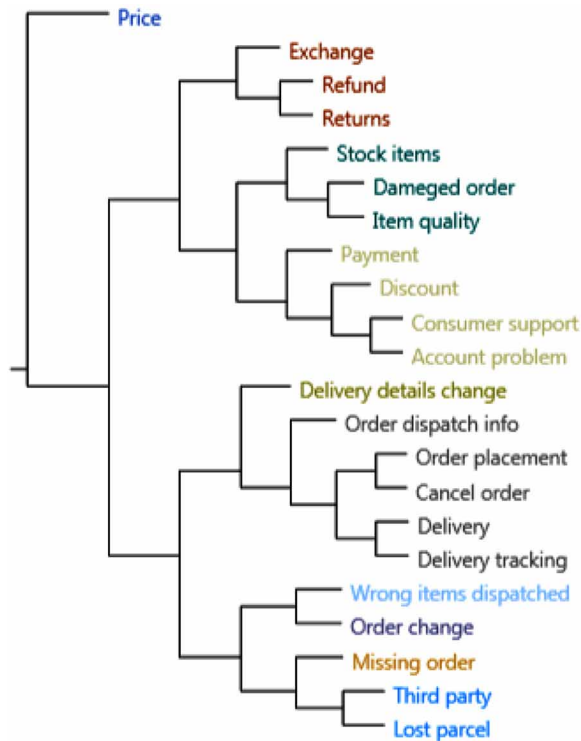 Price
Exchange
Refund
Returns
Stock items
Dameged order
Item quality
Payment
Discount
Consumer support
Account problem
Delivery details change
Order dispatch info
Order placement
Cancel order
Delivery
Delivery tracking
Wrong items dispatched
Order change
Missing order
Third party
Lost parcel